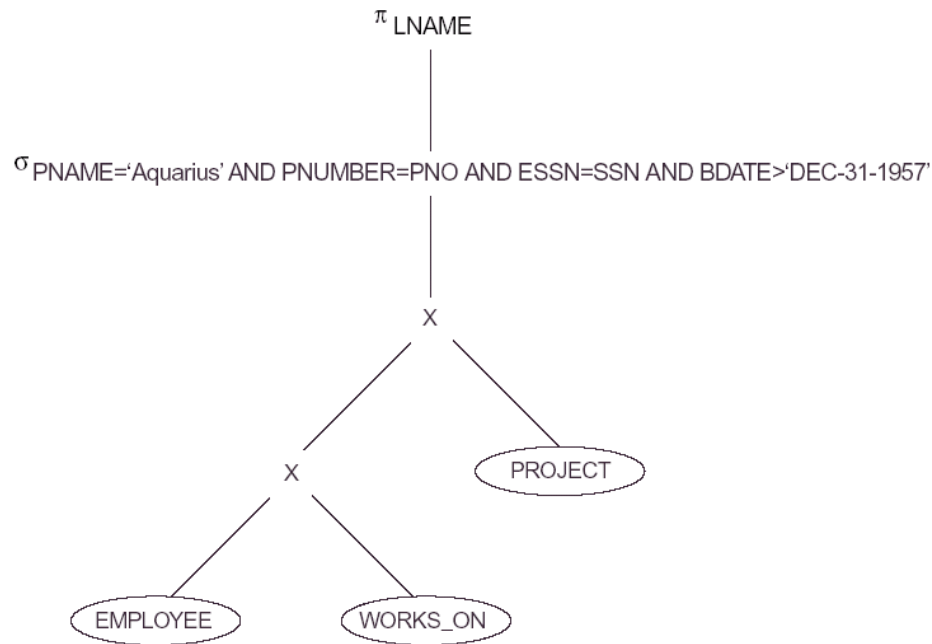 π LNAME
σ PNAME=‘Aquarius’ AND PNUMBER=PNO AND ESSN=SSN AND BDATE>‘DEC-31-1957’
X
X
PROJECT
EMPLOYEE
WORKS_ON